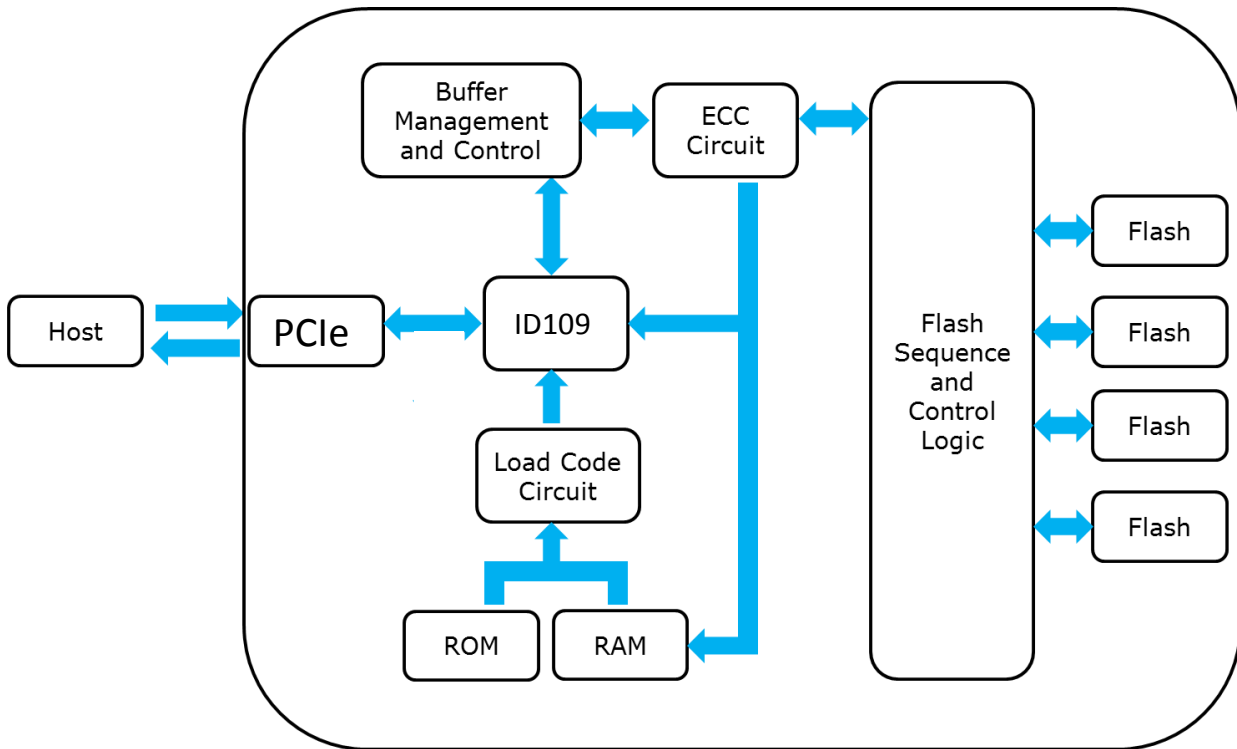 Buffer
Management
and Control
ECC
Circuit
Flash
Host
PCIe
ID109
Flash
Sequence
and
Control
Logic
Flash
Flash
Load Code
Circuit
Flash
ROM
RAM